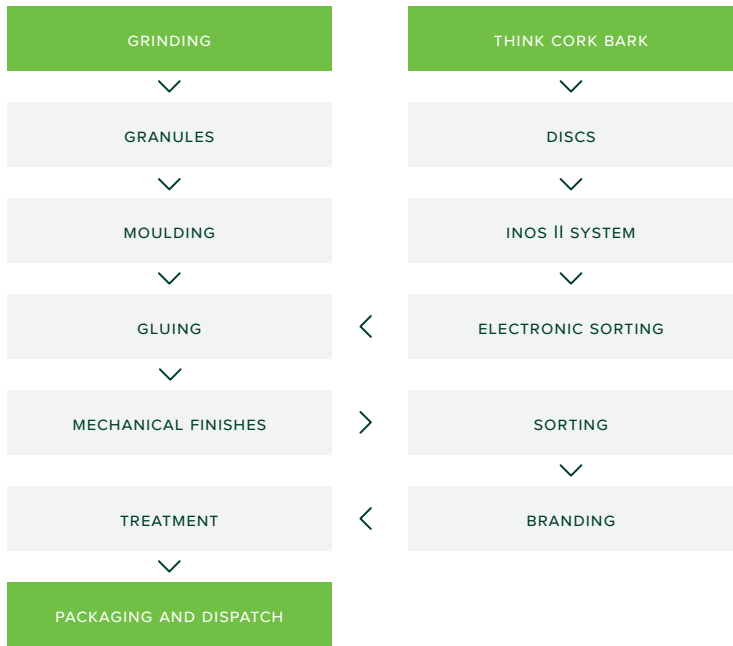 GRINDING
THINK CORK BARK
GRANULES
DISCS
MOULDING
INOS II SYSTEM
GLUING
ELECTRONIC SORTING
MECHANICAL FINISHES
SORTING
TREATMENT
BRANDING
PACKAGING AND DISPATCH